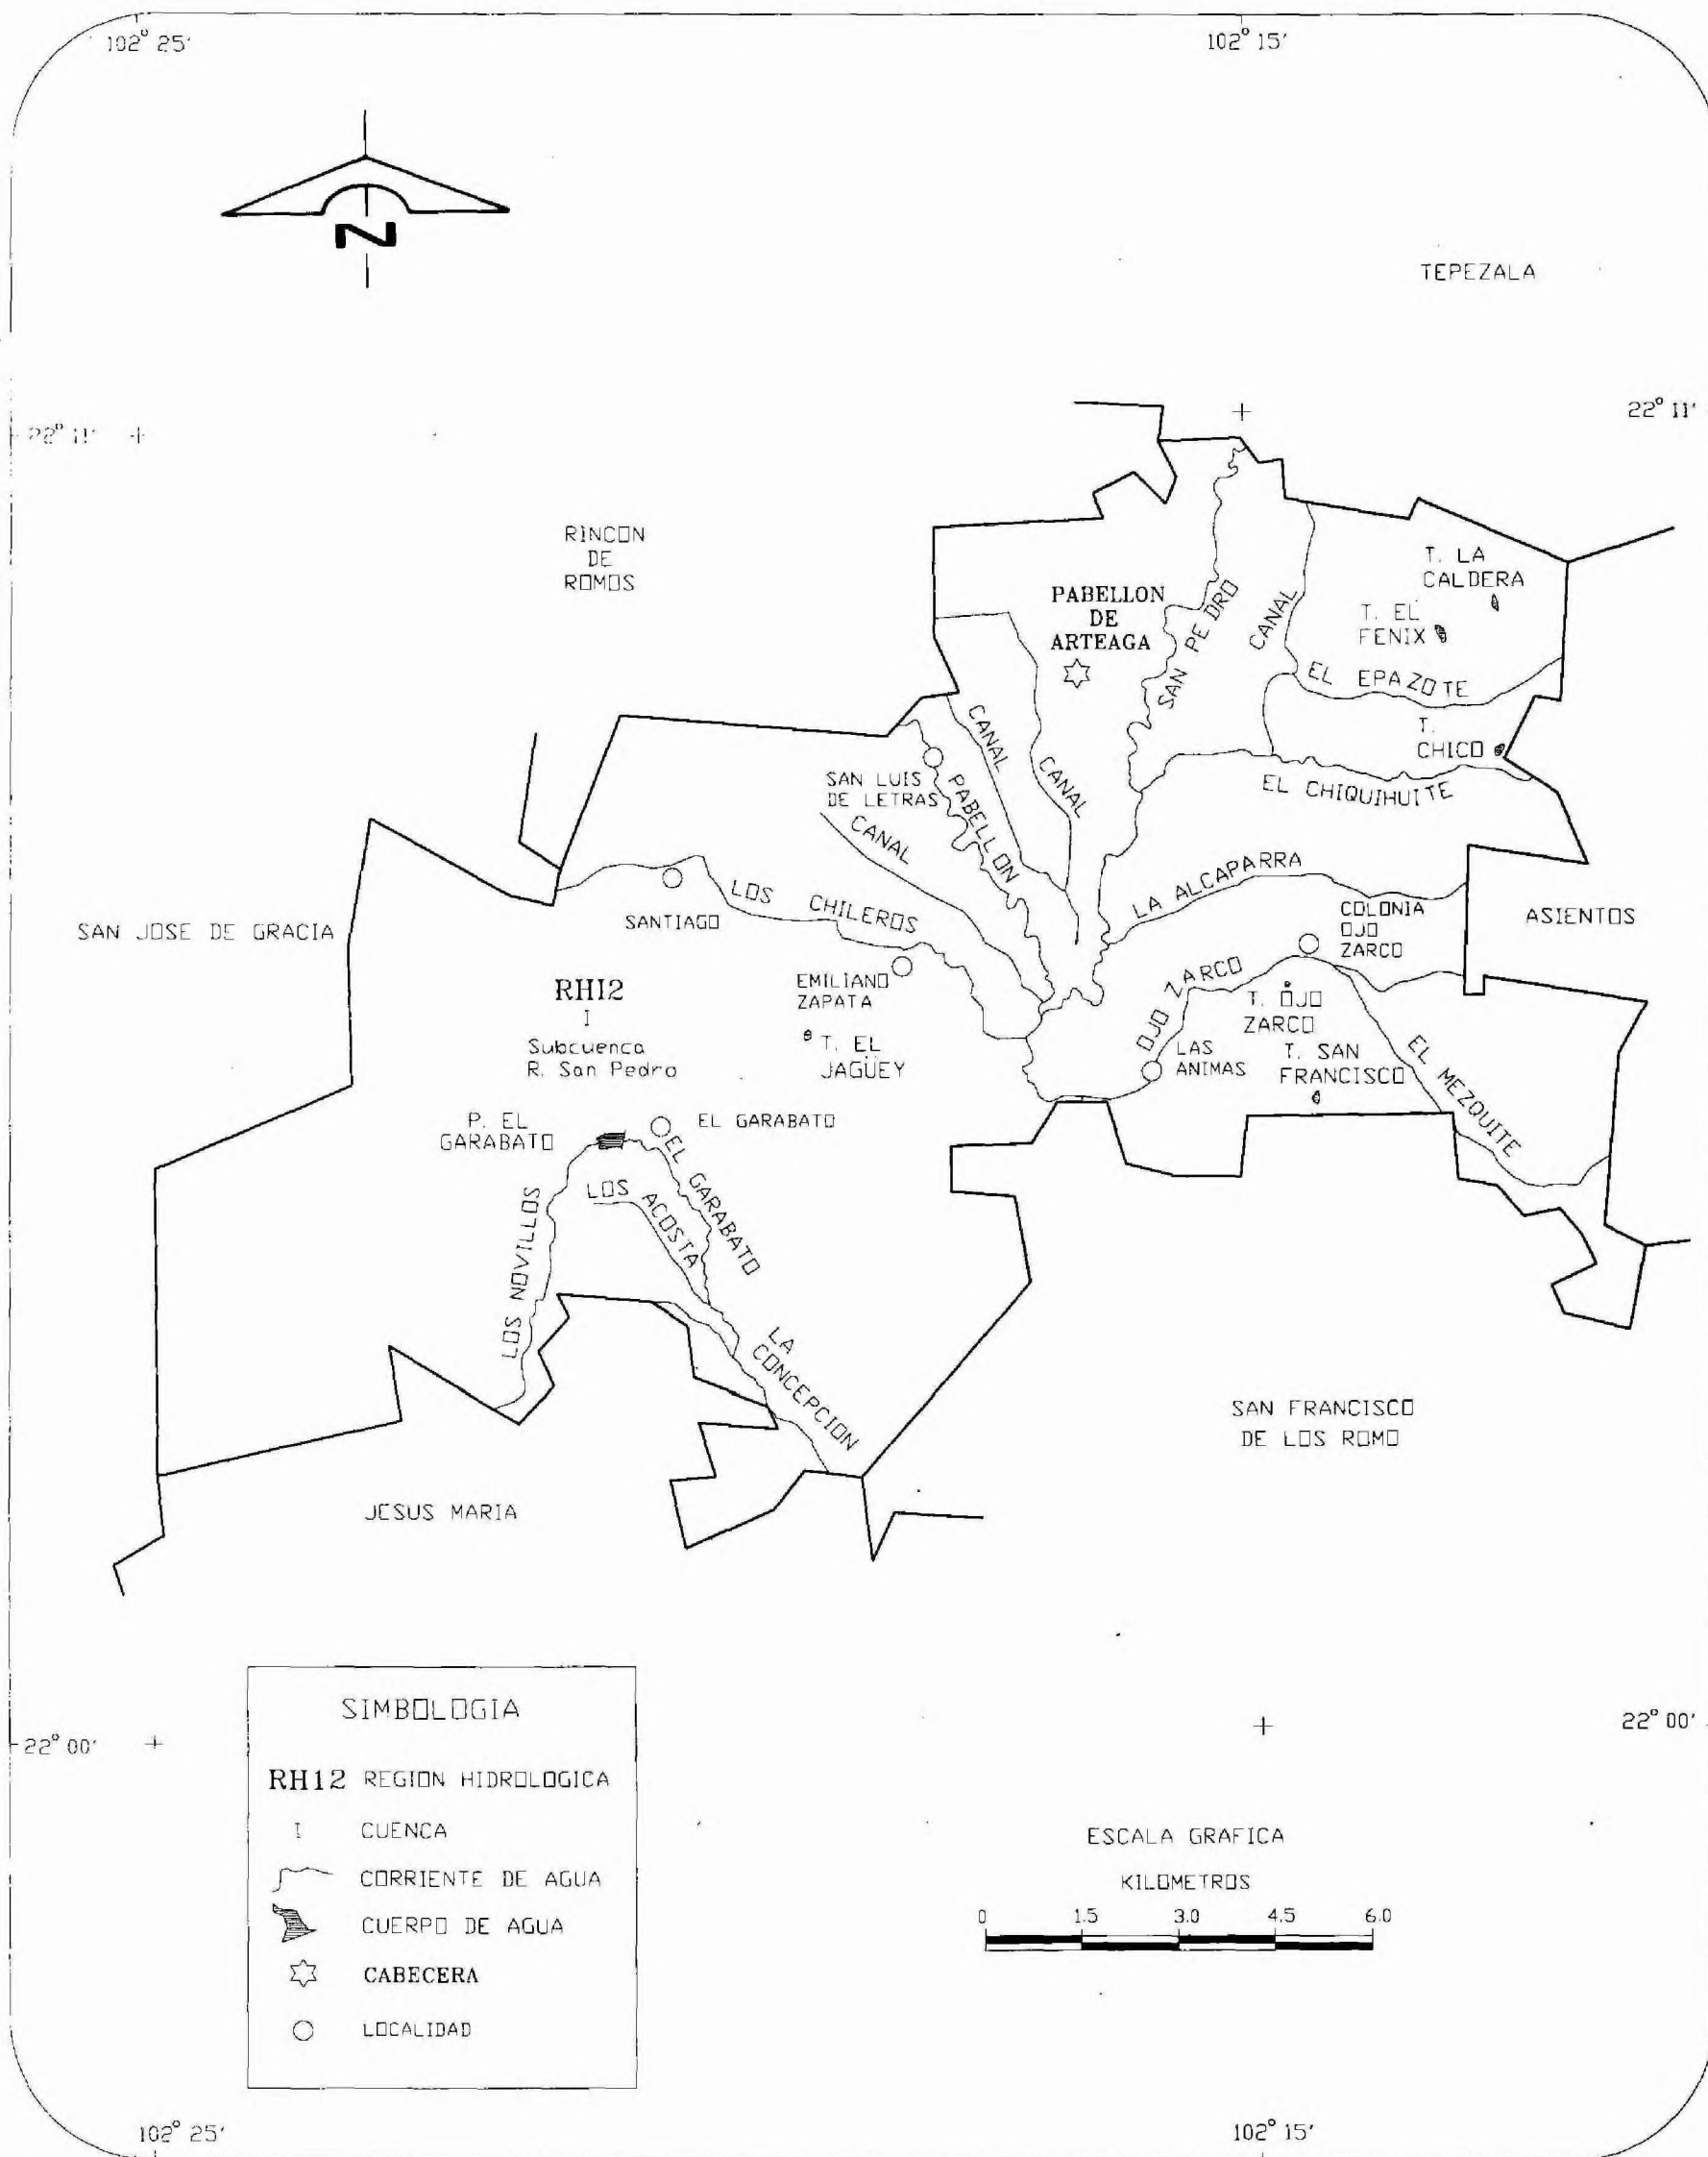 102° 25'
102° 15'
N
TEPEZALA
22° 11'
22° 11'
RINCON
DE
ROMOS
T. LA
CALDERA
PABELLON
DE
ARTEAGA
SAN PEDRO
CANAL
T. EL
FENIX
EL EPAZOTE
T.
CHICO
CANAL
CANAL
SAN LUIS
DE LETRAS
PABELLON
EL CHIQUIHUITE
CANAL
LA ALCAPARRA
LOS CHILEROS
SANTIAGO
COLONIA
OJO
ZARCO
ASIENTOS
SAN JOSE DE GRACIA
EMILIANO
ZAPATA
OJO ZARCO
RH12
I
Subcuenca
R. San Pedro
T. OJO
ZARCO
T. EL
JAGÜEY
LAS
ANIMAS
T. SAN
FRANCISCO
EL MEZQUITE
P. EL
GARABATO
EL GARABATO
EL GARABATO
LOS ACOSTA
LOS NOVILLOS
LA
CONCEPCION
SAN FRANCISCO
DE LOS ROMO
JESUS MARIA
SIMBOLOGIA
RH12 REGION HIDROLOGICA
I CUENCA
CORRIENTE DE AGUA
CUERPO DE AGUA
CABECERA
LOCALIDAD
22° 00'
22° 00'
ESCALA GRAFICA
KILOMETROS
0 1.5 3.0 4.5 6.0
102° 25'
102° 15'